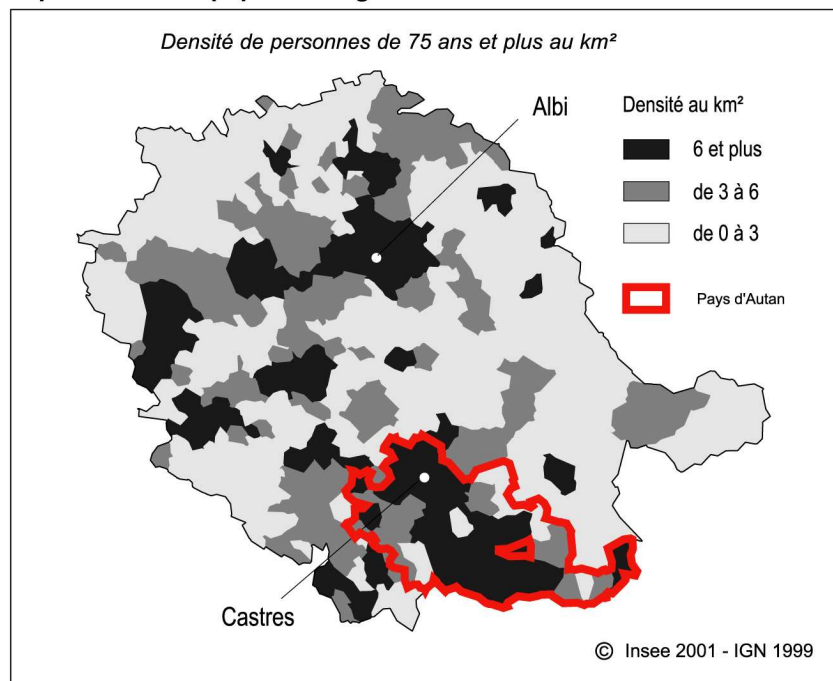 Densité de personnes de 75 ans et plus au km²
Albi
Densité au km²
6 et plus
de 3 à 6
de 0 à 3
Pays d'Autan
Castres
© Insee 2001 - IGN 1999